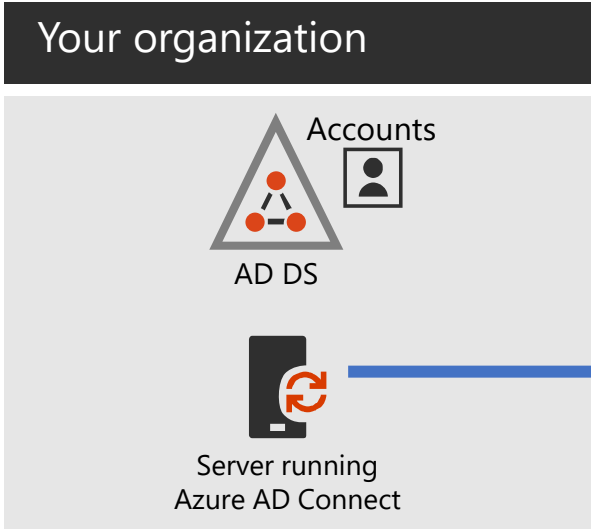 Your organization
Accounts
AD DS
Server running
Azure AD Connect